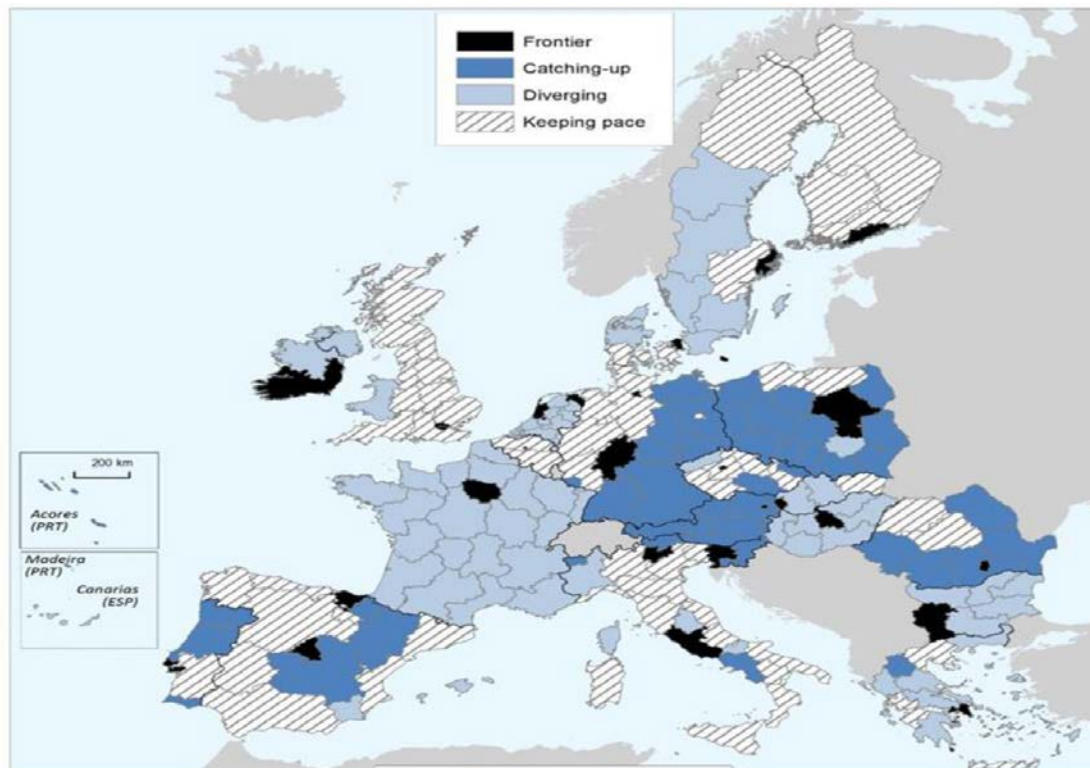 Frontier
Catching-up
Diverging
Keeping pace
200 km
Acores
(PRT)
Madeira
(PRT)
Canarias
(ESP)